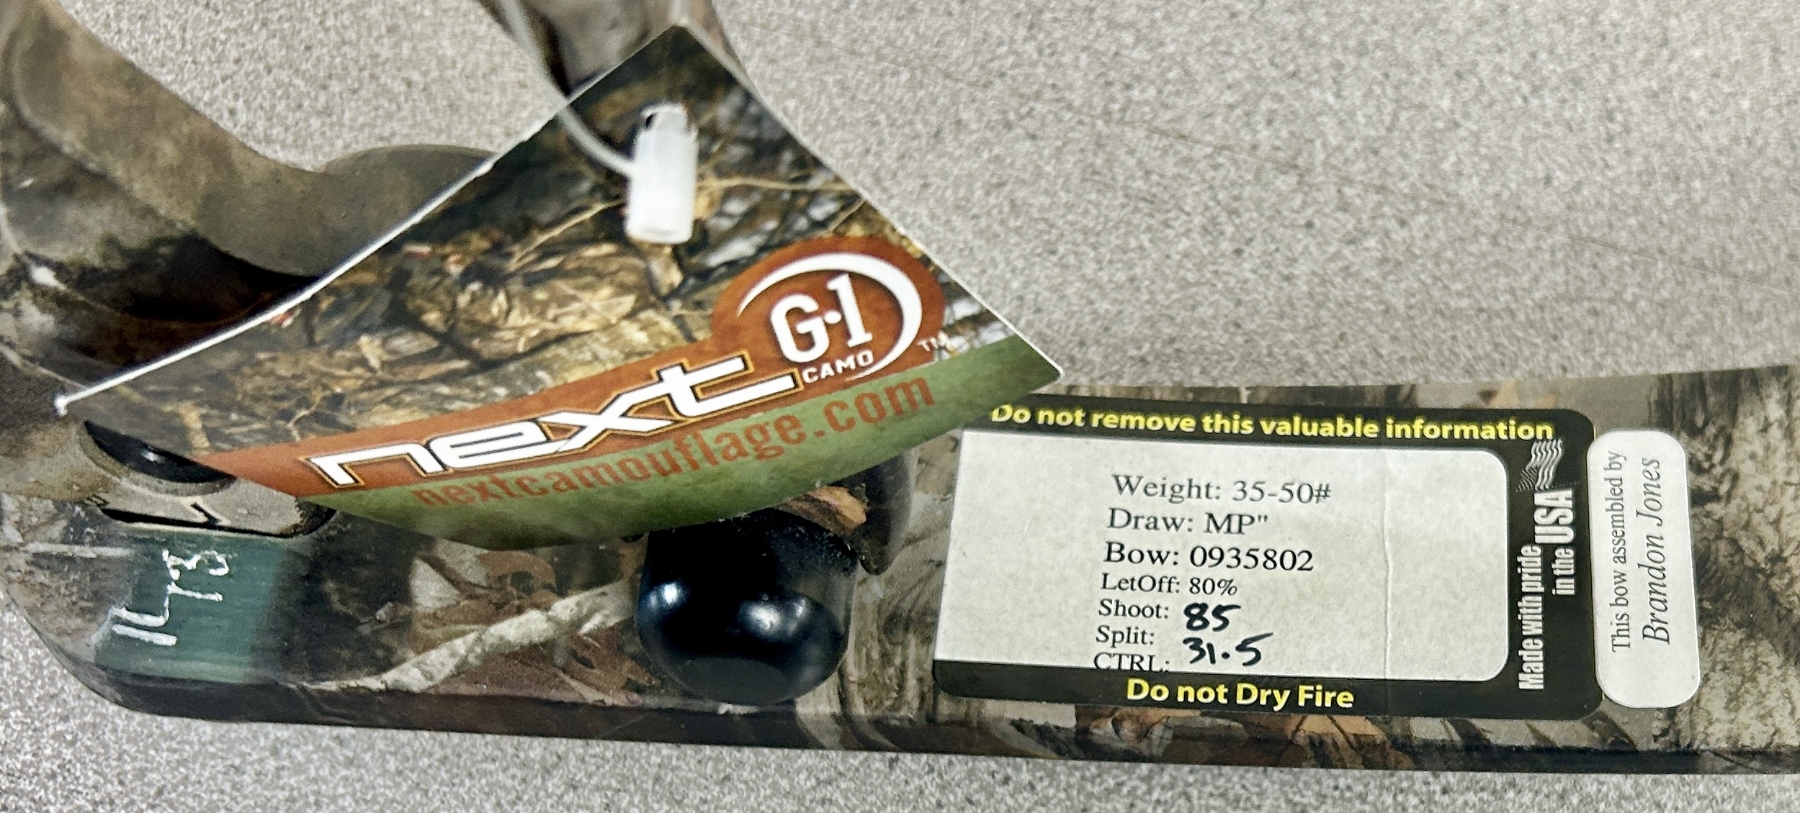 G·1
CAMO
TM
next
nextcamouflage.com
Do not remove this valuable information
Weight: 35-50#
Draw: MP"
Bow: 0935802
LetOff: 80%
Shoot: 85
Split: 31.5
CTRL:
Do not Dry Fire
Made with pride
in the USA
This bow assembled by
Brandon Jones